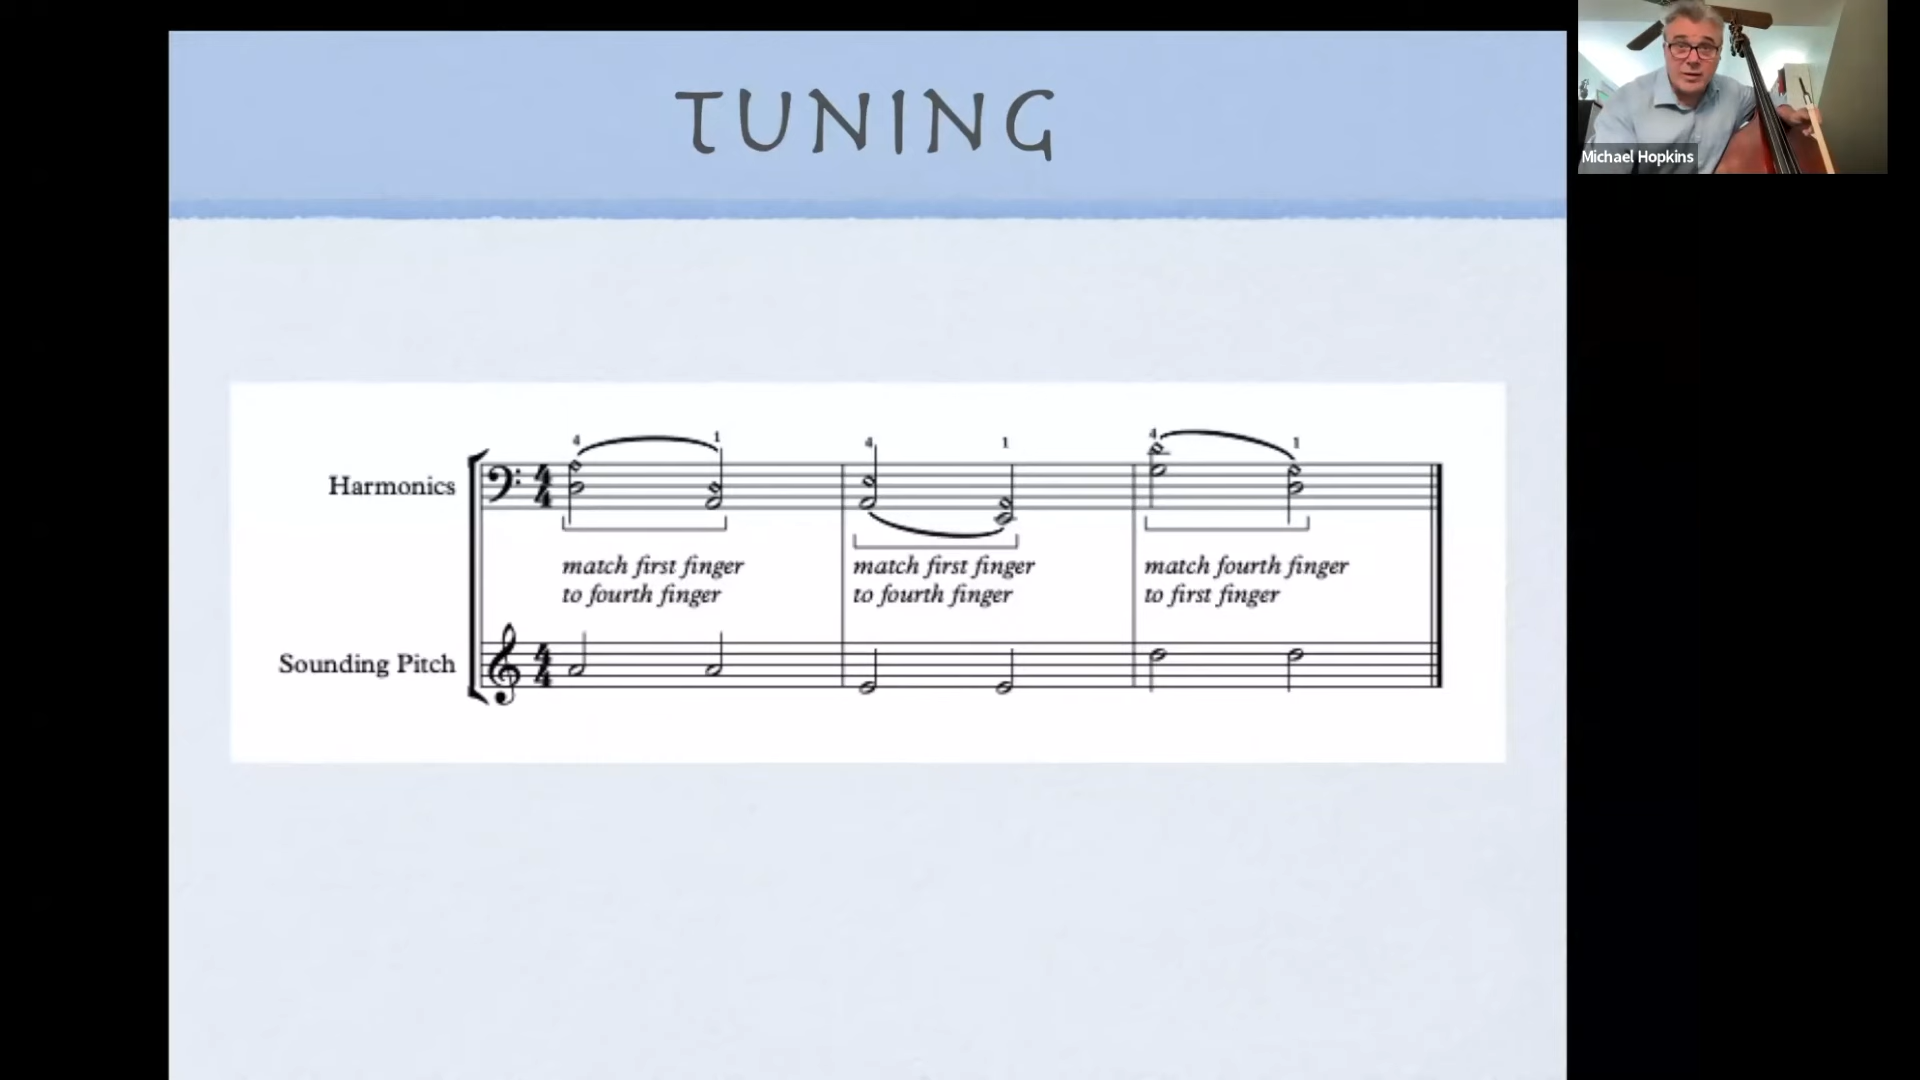 TUNING
Michael Hopkins
4 1 4 1 4 1
Harmonics
match first finger
to fourth finger
match first finger
to fourth finger
match fourth finger
to first finger
Sounding Pitch